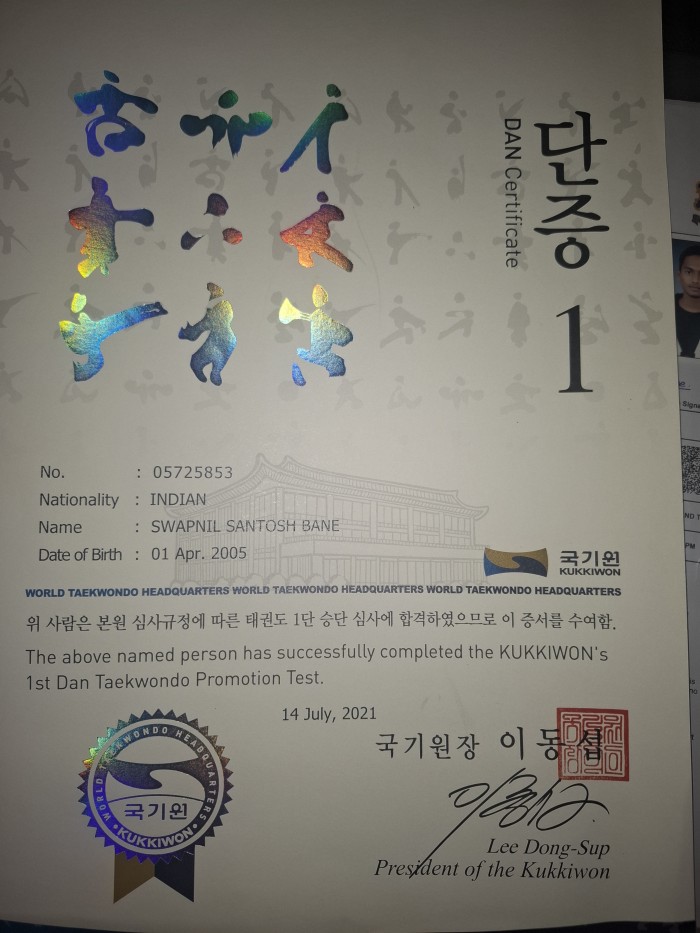 단증
DAN Certificate
1
No. : 05725853
Nationality : INDIAN
Name : SWAPNIL SANTOSH BANE
Date of Birth : 01 Apr. 2005
국기원
KUKKIWON
WORLD TAEKWONDO HEADQUARTERS WORLD TAEKWONDO HEADQUARTERS WORLD TAEKWONDO HEADQUARTERS
위 사람은 본원 심사규정에 따른 태권도 1단 승단 심사에 합격하였으므로 이 증서를 수여함.
The above named person has successfully completed the KUKKIWON's
1st Dan Taekwondo Promotion Test.
14 July, 2021
국기원장 이동섭
Lee Dong-Sup
President of the Kukkiwon
WORLD TAEKWONDO HEADQUARTERS
국기원
KUKKIWON